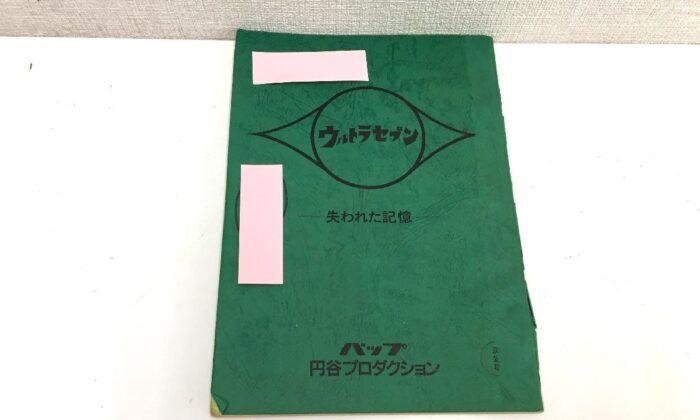 ウルトラセブン
失われた記憶
バップ
円谷プロダクション